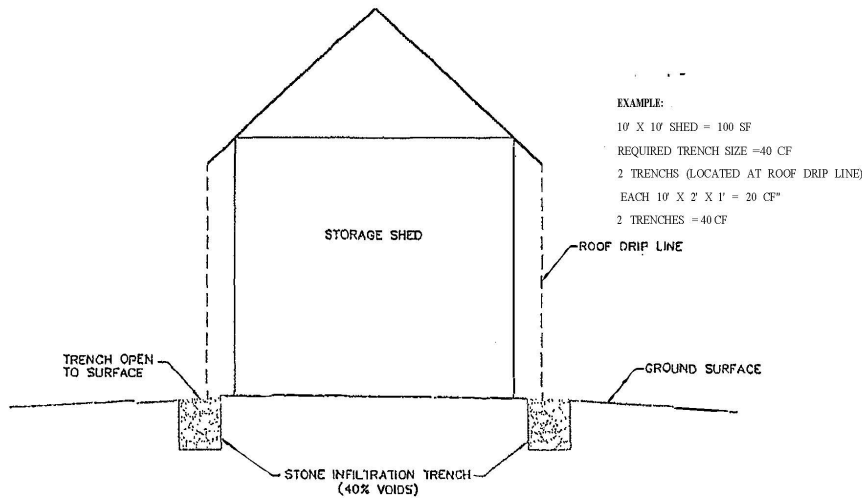 EXAMPLE:
10' X 10' SHED = 100 SF
REQUIRED TRENCH SIZE =40 CF
2 TRENCHS (LOCATED AT ROOF DRIP LINE)
EACH 10' X 2' X 1' = 20 CF"
2 TRENCHES = 40 CF
STORAGE SHED
ROOF DRIP LINE
TRENCH OPEN
TO SURFACE
GROUND SURFACE
STONE INFILTRATION TRENCH
(40% VOIDS)